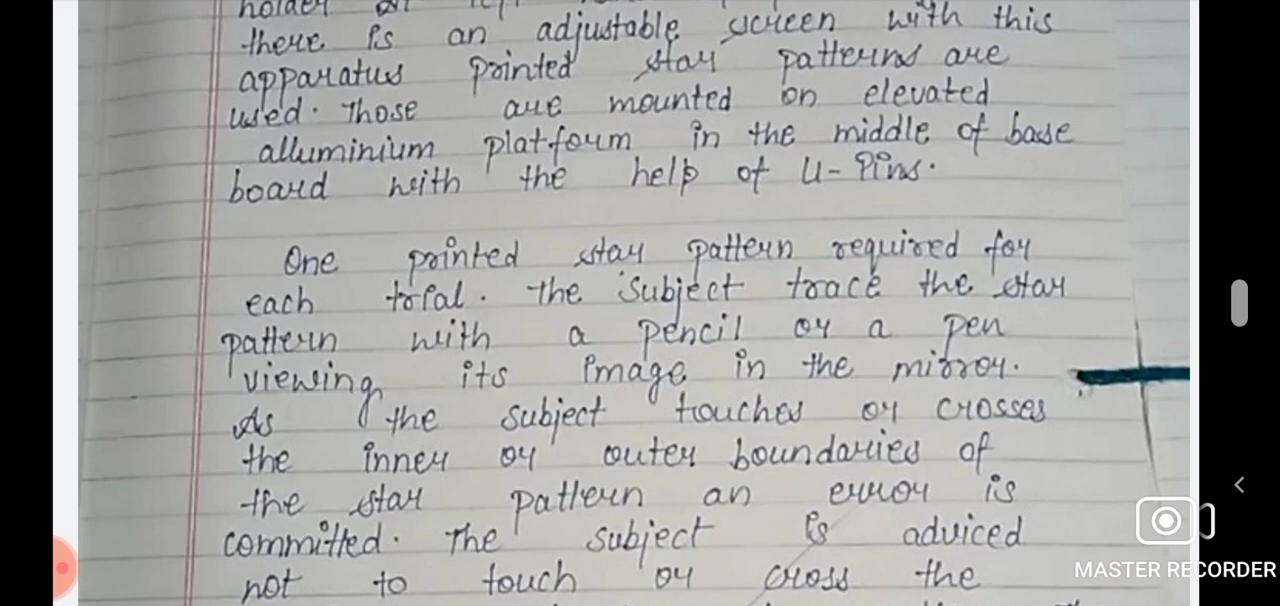 holder
there is an adjustable screen with this
apparatus printed star patterns are
used. Those are mounted on elevated
alluminium platform in the middle of base
board with the help of U-Pins.
One printed star pattern required for
each trial. The Subject trace the star
pattern with a pencil or a pen
viewing its image in the mirror.
As the subject touches or crosses
the inner or outer boundaries of
the star pattern an error is
committed. The subject is adviced
not to touch or cross the
MASTER RECORDER